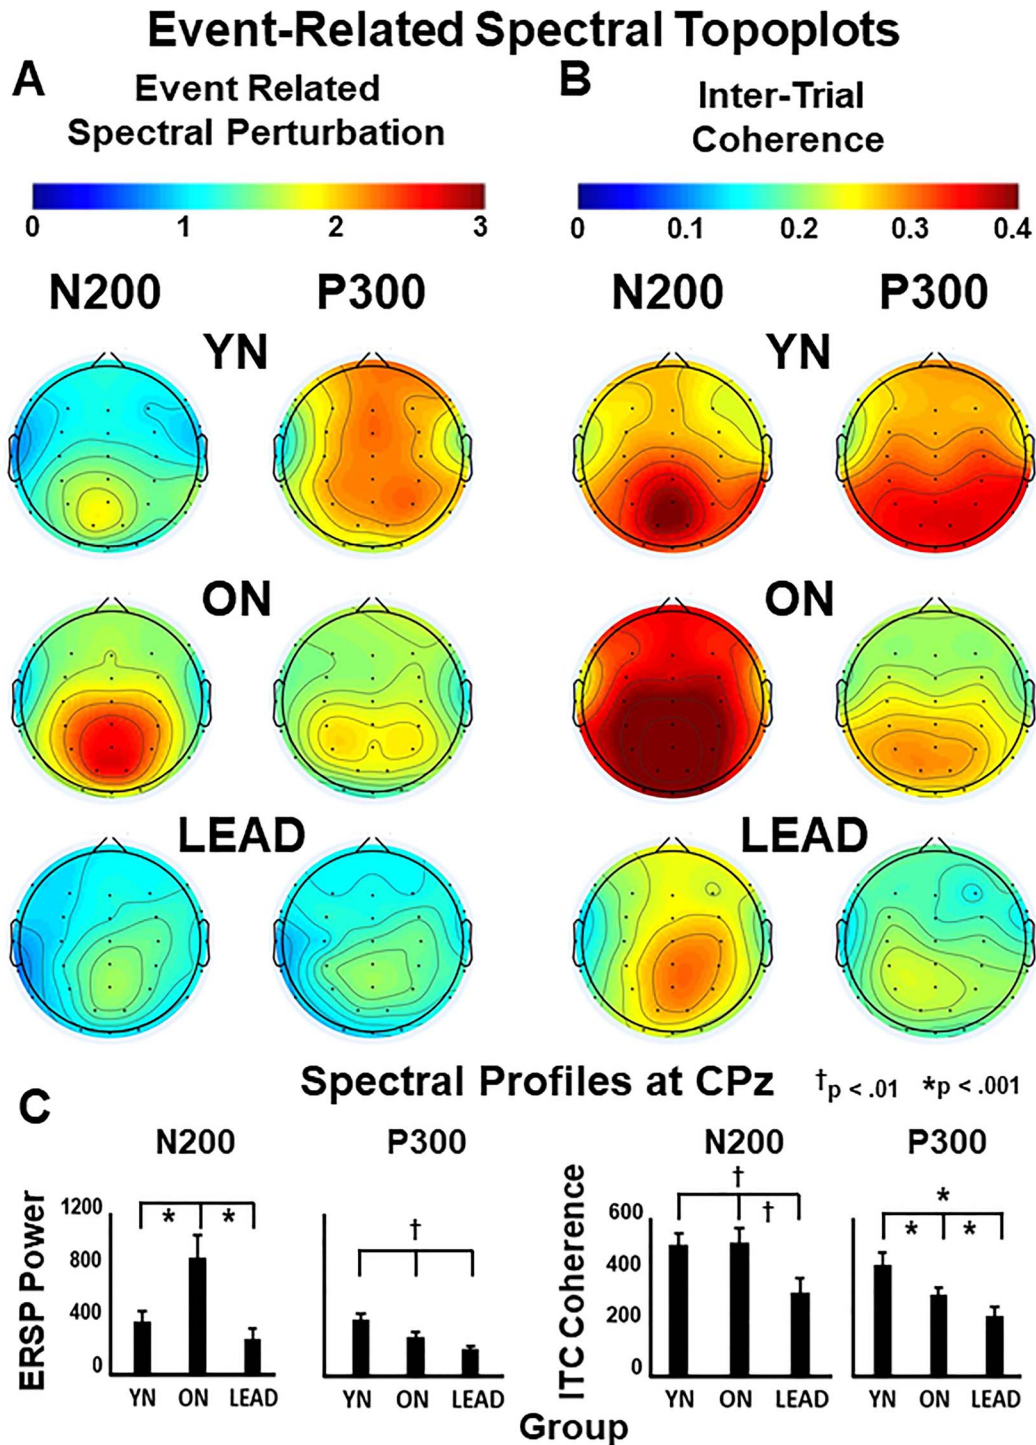 Event-Related Spectral Topoplots
A
Event Related
Spectral Perturbation
B
Inter-Trial
Coherence
0 1 2 3
0 0.1 0.2 0.3 0.4
N200 P300 N200 P300
YN YN
ON ON
LEAD LEAD
Spectral Profiles at CPz †p < .01 *p < .001
C
N200 P300 N200 P300
ERSP Power
1200
800
400
0
* *
YN ON LEAD
†
YN ON LEAD
ITC Coherence
600
400
200
0
†
†
YN ON LEAD
*
* *
YN ON LEAD
Group